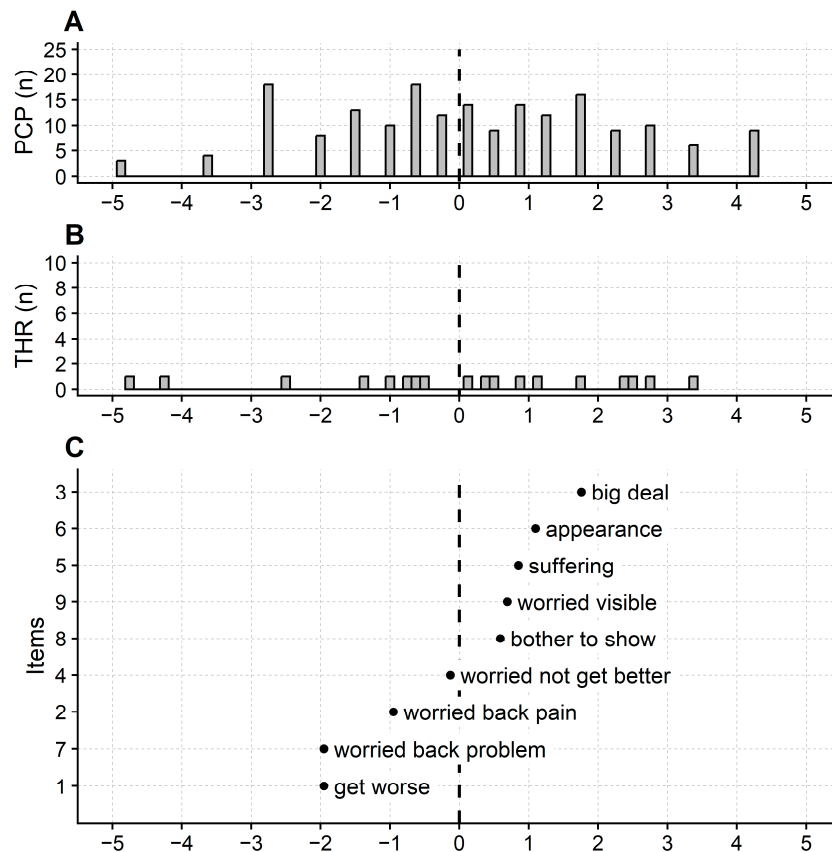 A
PCP (n)
25
20
15
10
5
0
−5 −4 −3 −2 −1 0 1 2 3 4 5
B
THR (n)
10
8
6
4
2
0
−5 −4 −3 −2 −1 0 1 2 3 4 5
C
Items
3 big deal
6 appearance
5 suffering
9 worried visible
8 bother to show
4 worried not get better
2 worried back pain
7 worried back problem
1 get worse
−5 −4 −3 −2 −1 0 1 2 3 4 5